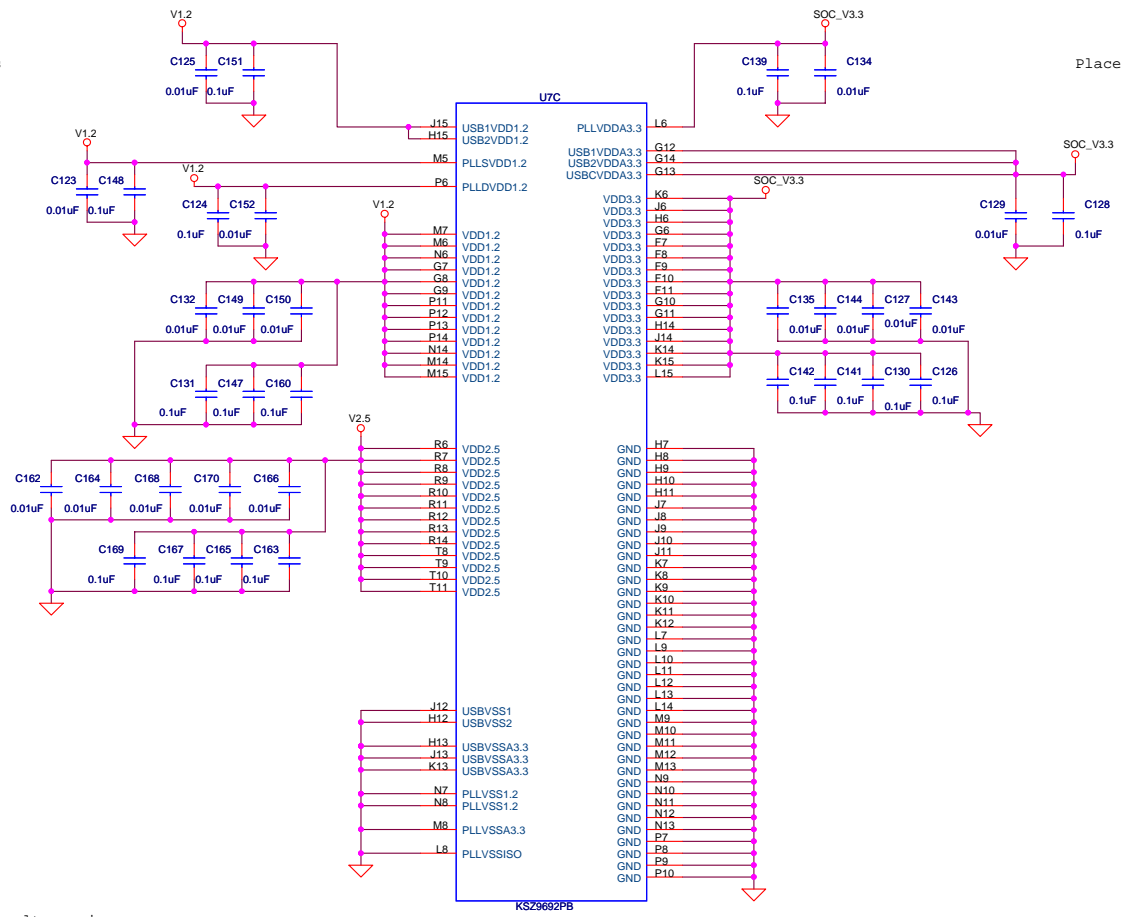 V1.2
SOC_V3.3
C125 C151
0.01uF 0.1uF
C139 C134
0.1uF 0.01uF
Place
U7C
J15 USB1VDD1.2
H15 USB2VDD1.2
M5 PLLSVDD1.2
P6 PLLDVDD1.2
PLLVDDA3.3 L6
USB1VDDA3.3 G12
USB2VDDA3.3 G14
USBCVDDA3.3 G13
SOC_V3.3
V1.2
C123 C148
0.01uF 0.1uF
V1.2
C124 C152
0.1uF 0.01uF
C129 C128
0.01uF 0.1uF
SOC_V3.3
V1.2
M7 VDD1.2
M6 VDD1.2
N6 VDD1.2
G7 VDD1.2
G8 VDD1.2
G9 VDD1.2
P11 VDD1.2
P12 VDD1.2
P13 VDD1.2
P14 VDD1.2
N14 VDD1.2
M14 VDD1.2
M15 VDD1.2
VDD3.3 K6
VDD3.3 J6
VDD3.3 H6
VDD3.3 G6
VDD3.3 F7
VDD3.3 F8
VDD3.3 F9
VDD3.3 F10
VDD3.3 F11
VDD3.3 G10
VDD3.3 G11
VDD3.3 H14
VDD3.3 J14
VDD3.3 K14
VDD3.3 K15
VDD3.3 L15
C132 C149 C150
0.01uF 0.01uF 0.01uF
C131 C147 C160
0.1uF 0.1uF 0.1uF
C135 C144 C127 C143
0.01uF 0.01uF 0.01uF 0.01uF
C142 C141 C130 C126
0.1uF 0.1uF 0.1uF 0.1uF
V2.5
R6 VDD2.5
R7 VDD2.5
R8 VDD2.5
R9 VDD2.5
R10 VDD2.5
R11 VDD2.5
R12 VDD2.5
R13 VDD2.5
R14 VDD2.5
T8 VDD2.5
T9 VDD2.5
T10 VDD2.5
T11 VDD2.5
C162 C164 C168 C170 C166
0.01uF 0.01uF 0.01uF 0.01uF 0.01uF
C169 C167 C165 C163
0.1uF 0.1uF 0.1uF 0.1uF
GND H7
GND H8
GND H9
GND H10
GND H11
GND J7
GND J8
GND J9
GND J10
GND J11
GND K7
GND K8
GND K9
GND K10
GND K11
GND K12
GND L7
GND L9
GND L10
GND L11
GND L12
GND L13
GND L14
GND M9
GND M10
GND M11
GND M12
GND M13
GND N9
GND N10
GND N11
GND N12
GND N13
GND P7
GND P8
GND P9
GND P10
J12 USBVSS1
H12 USBVSS2
H13 USBVSSA3.3
J13 USBVSSA3.3
K13 USBVSSA3.3
N7 PLLVSS1.2
N8 PLLVSS1.2
M8 PLLVSSA3.3
L8 PLLVSSISO
KSZ9692PB